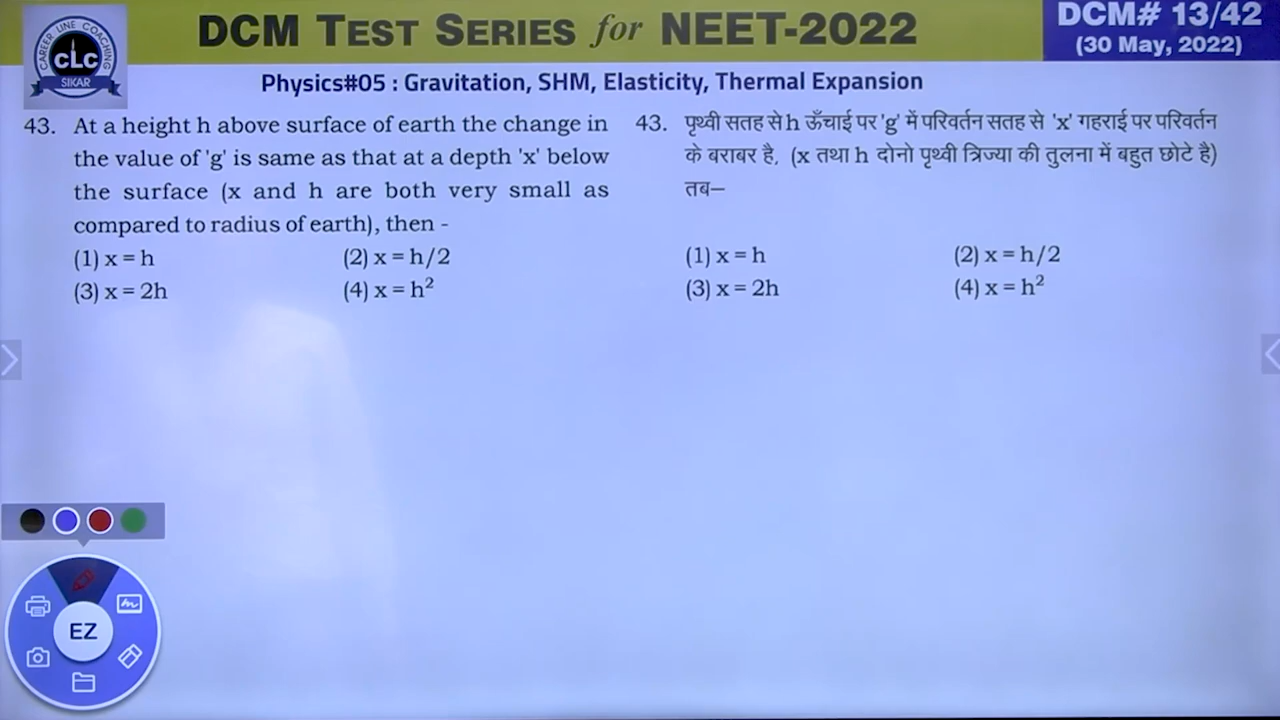 DCM TEST SERIES for NEET-2022
DCM# 13/42
(30 May, 2022)
CAREER LINE COACHING
CLC
SIKAR
Physics#05 : Gravitation, SHM, Elasticity, Thermal Expansion
43. At a height h above surface of earth the change in
the value of 'g' is same as that at a depth 'x' below
the surface (x and h are both very small as
compared to radius of earth), then -
(1) x = h (2) x = h/2
(3) x = 2h (4) x = h²
43. पृथ्वी सतह से h ऊँचाई पर 'g' में परिवर्तन सतह से 'x' गहराई पर परिवर्तन
के बराबर है, (x तथा h दोनो पृथ्वी त्रिज्या की तुलना में बहुत छोटे है)
तब–
(1) x = h (2) x = h/2
(3) x = 2h (4) x = h²
EZ